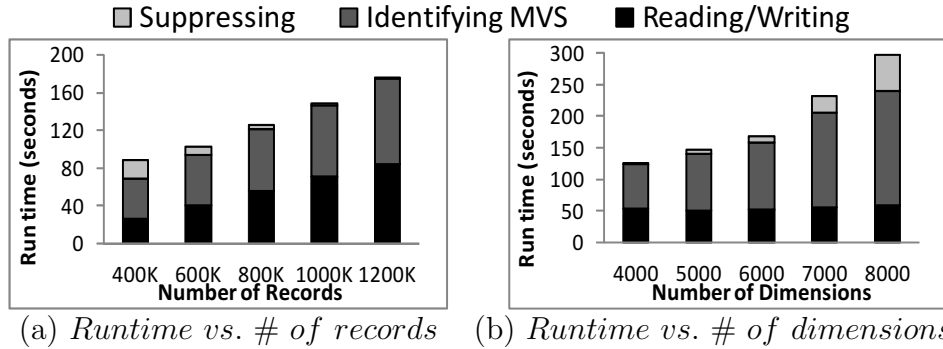 Suppressing Identifying MVS Reading/Writing
Run time (seconds)
200
160
120
80
40
0
400K 600K 800K 1000K 1200K
Number of Records
(a) Runtime vs. # of records
Run time (seconds)
300
250
200
150
100
50
0
4000 5000 6000 7000 8000
Number of Dimensions
(b) Runtime vs. # of dimensions